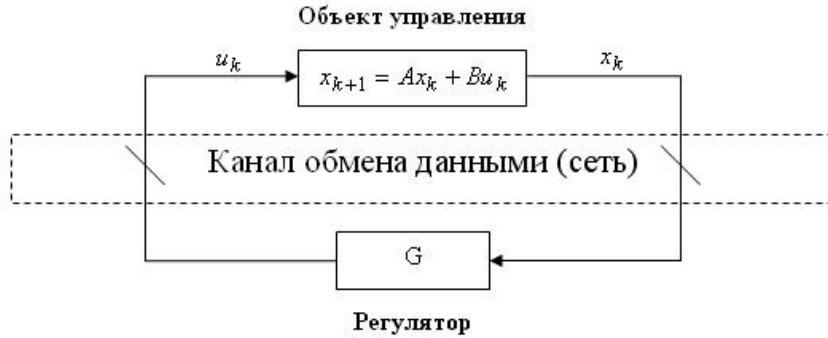 Объект управления
u_k
x_{k+1} = Ax_k + Bu_k
x_k
Канал обмена данными (сеть)
G
Регулятор